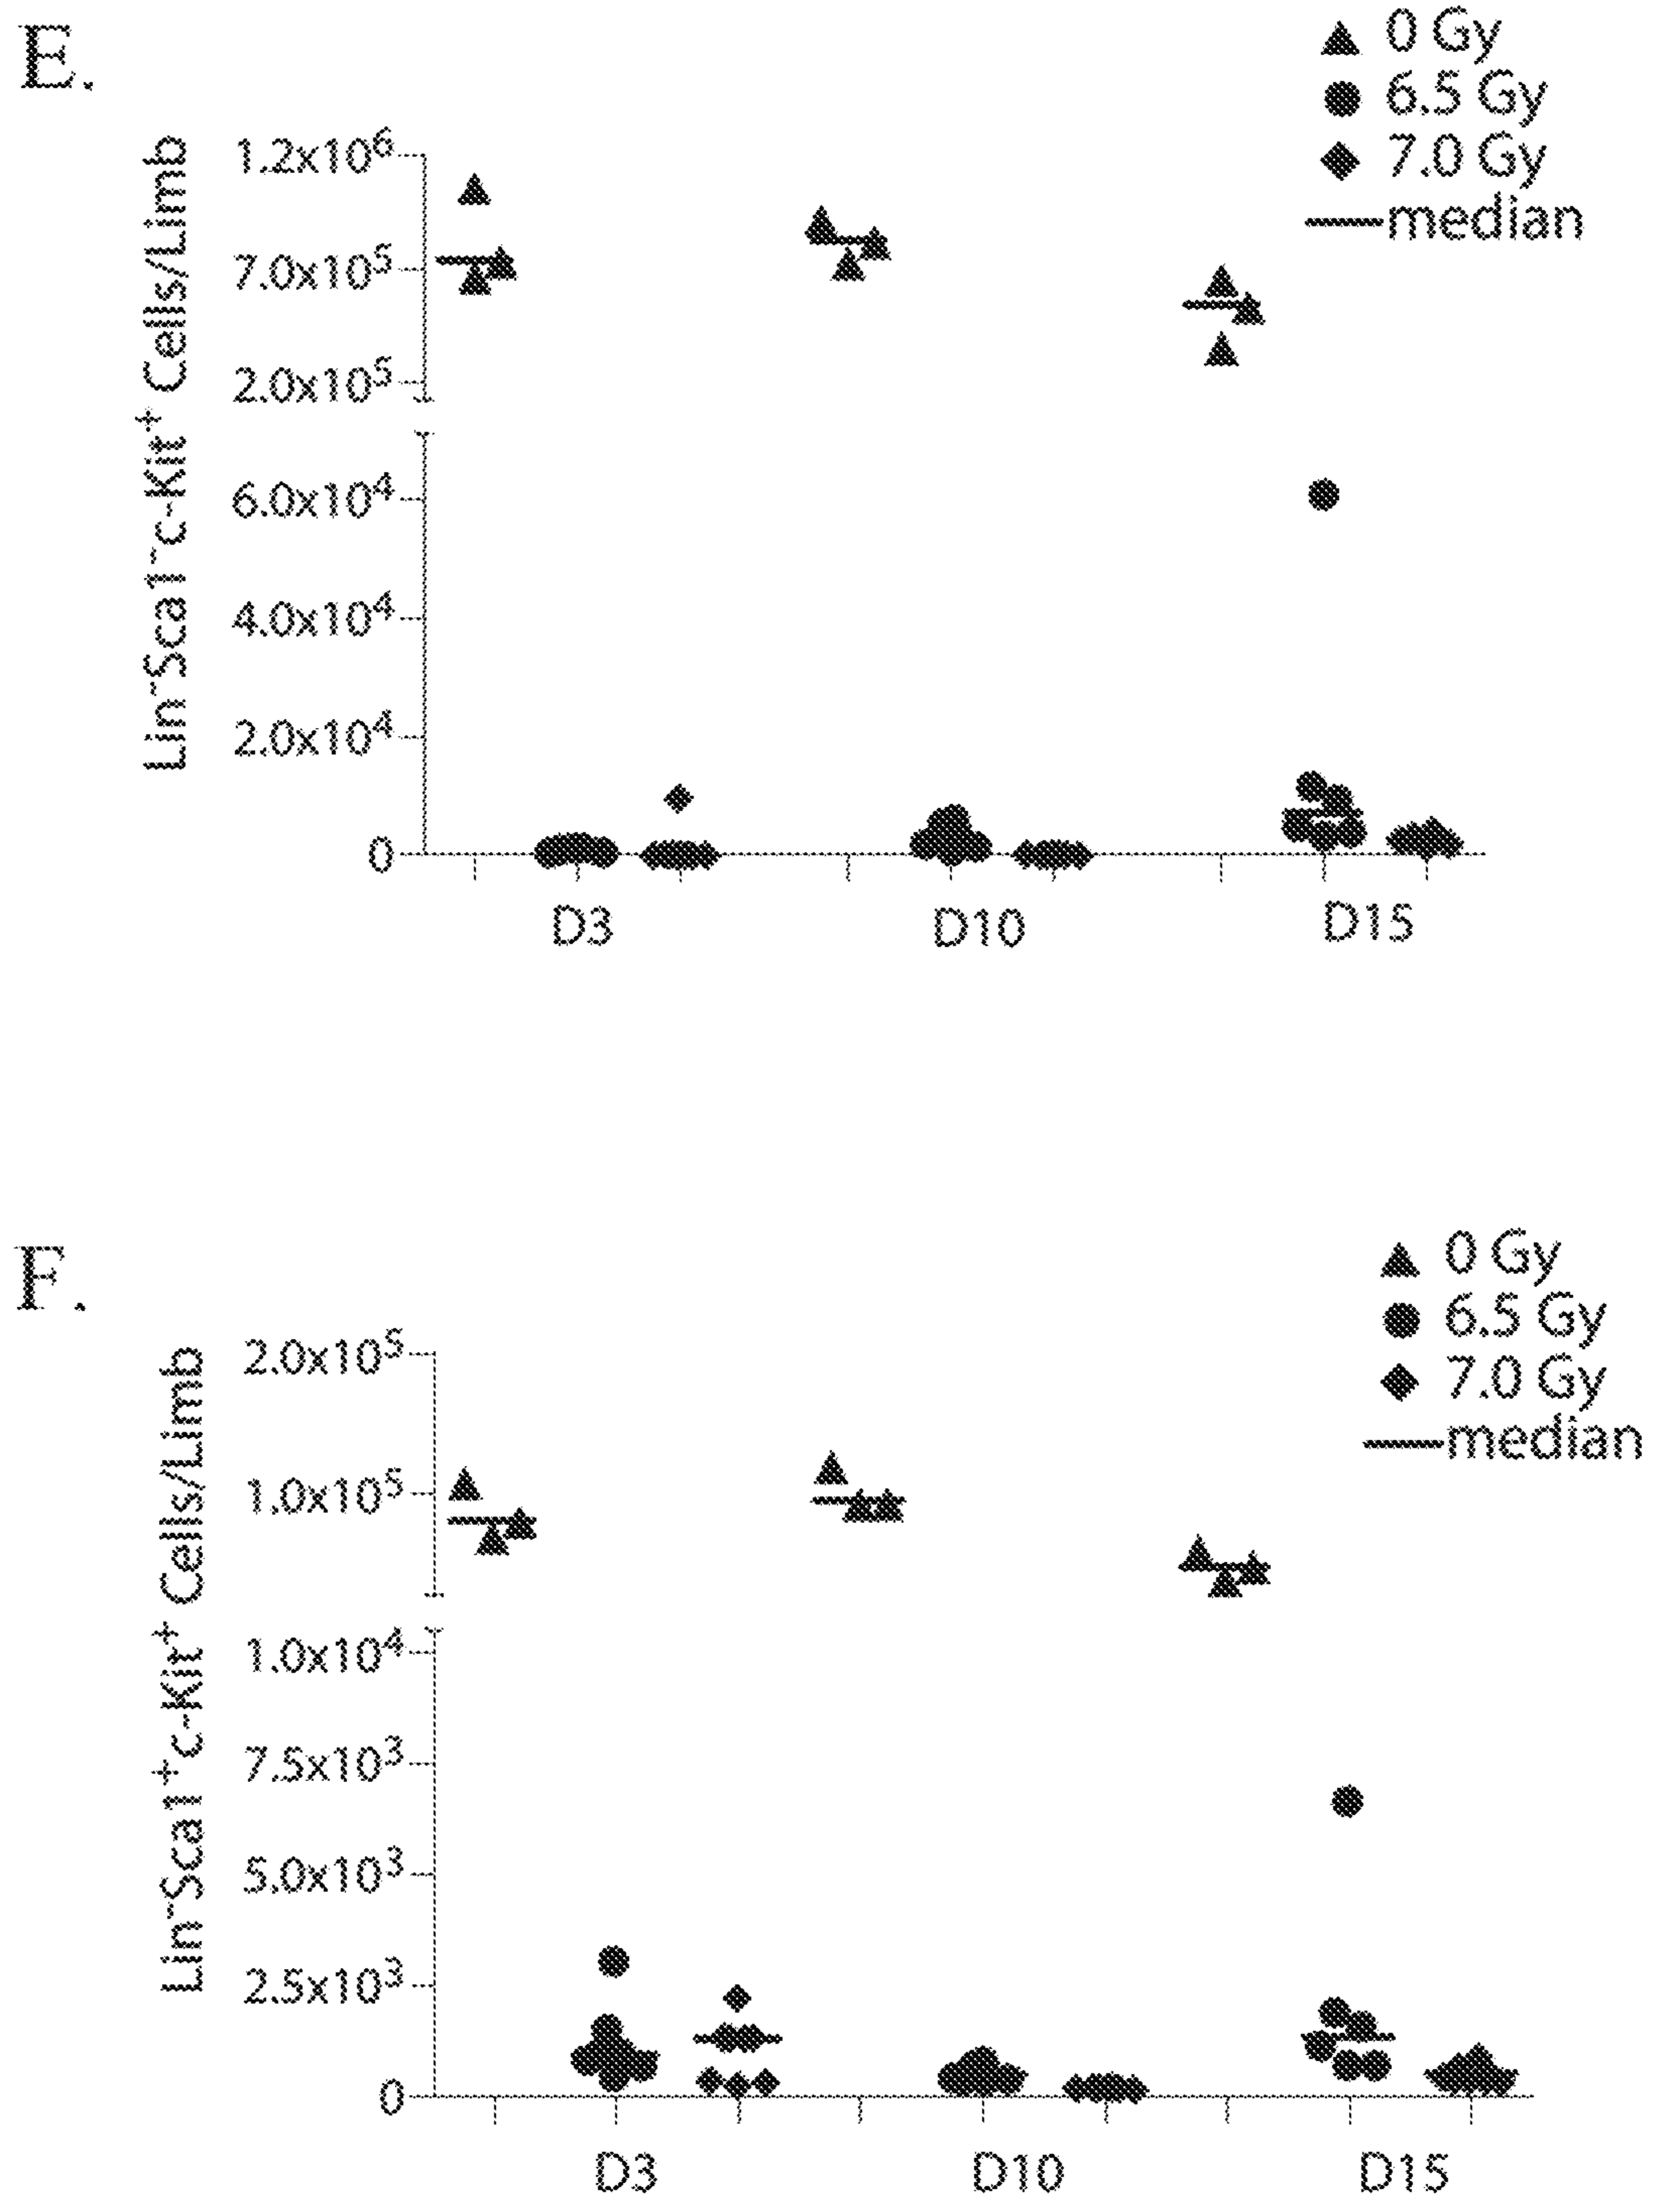 E.
▲ 0 Gy
● 6.5 Gy
◆ 7.0 Gy
— median
Lin⁻Sca1⁻c-Kit⁺ Cells/Limb
1.2x10⁶
7.0x10⁵
2.0x10⁵
6.0x10⁴
4.0x10⁴
2.0x10⁴
0
D3 D10 D15
F.
▲ 0 Gy
● 6.5 Gy
◆ 7.0 Gy
— median
Lin⁻Sca1⁺c-Kit⁺ Cells/Limb
2.0x10⁵
1.0x10⁵
1.0x10⁴
7.5x10³
5.0x10³
2.5x10³
0
D3 D10 D15